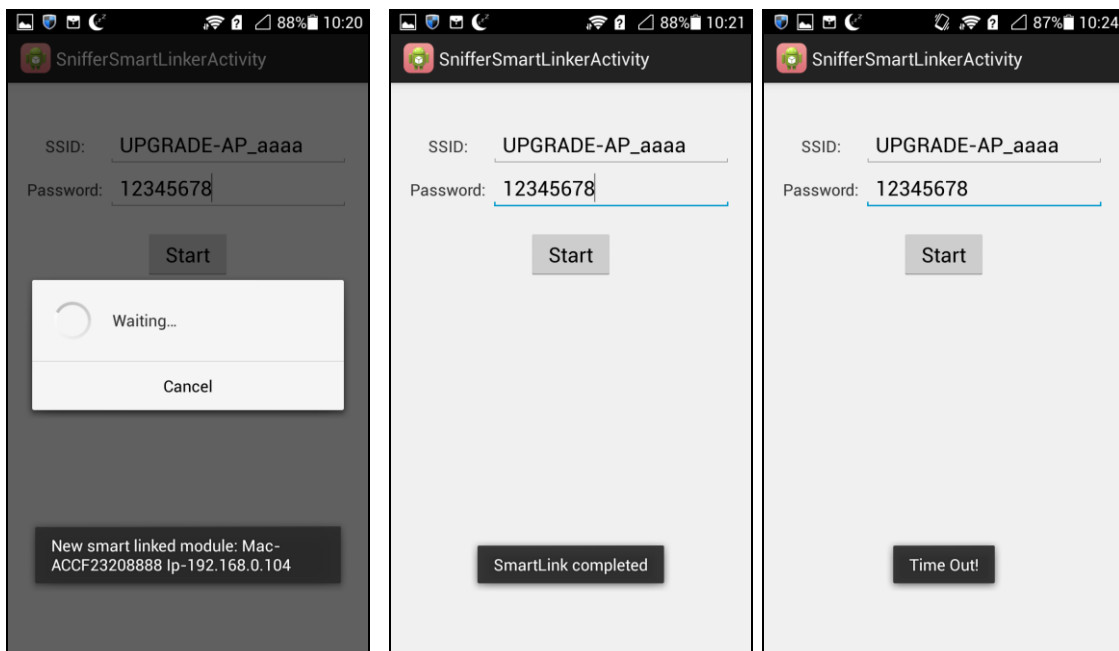 88% 10:20
SnifferSmartLinkerActivity
SSID: UPGRADE-AP_aaaa
Password: 12345678
Start
Waiting...
Cancel
New smart linked module: Mac-
ACCF23208888 Ip-192.168.0.104
88% 10:21
SnifferSmartLinkerActivity
SSID: UPGRADE-AP_aaaa
Password: 12345678
Start
SmartLink completed
87% 10:24
SnifferSmartLinkerActivity
SSID: UPGRADE-AP_aaaa
Password: 12345678
Start
Time Out!